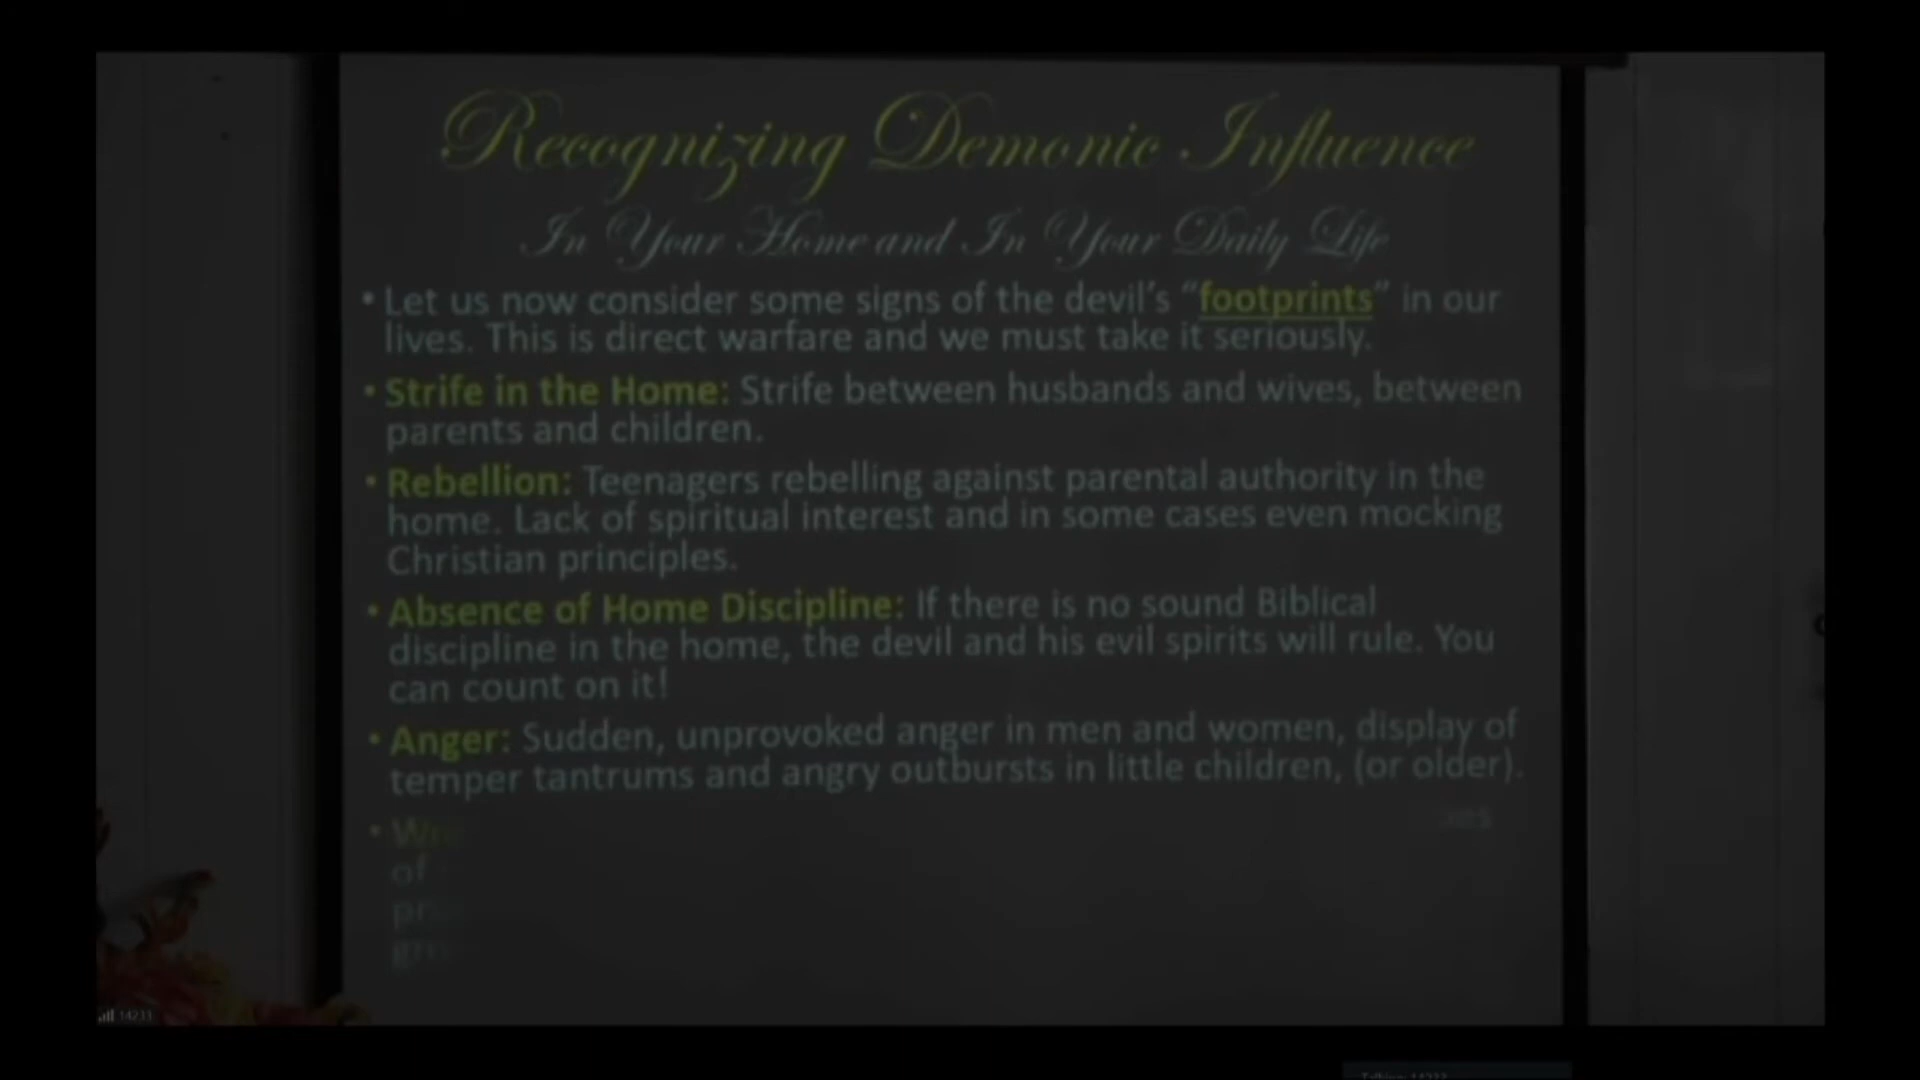 Recognizing Demonic Influence
In Your Home and In Your Daily Life
• Let us now consider some signs of the devil's “footprints” in our
lives. This is direct warfare and we must take it seriously.
• Strife in the Home: Strife between husbands and wives, between
parents and children.
• Rebellion: Teenagers rebelling against parental authority in the
home. Lack of spiritual interest and in some cases even mocking
Christian principles.
• Absence of Home Discipline: If there is no sound Biblical
discipline in the home, the devil and his evil spirits will rule. You
can count on it!
• Anger: Sudden, unprovoked anger in men and women, display of
temper tantrums and angry outbursts in little children, (or older).
•
of
14233